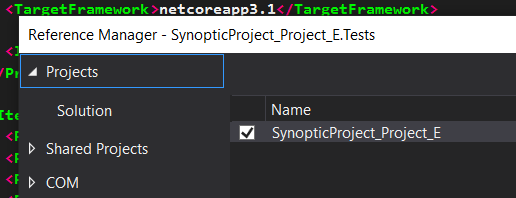 <TargetFramework>netcoreapp3.1</TargetFramework>
Reference Manager - SynopticProject_Project_E.Tests
Projects
Solution
Shared Projects
COM
Name
SynopticProject_Project_E